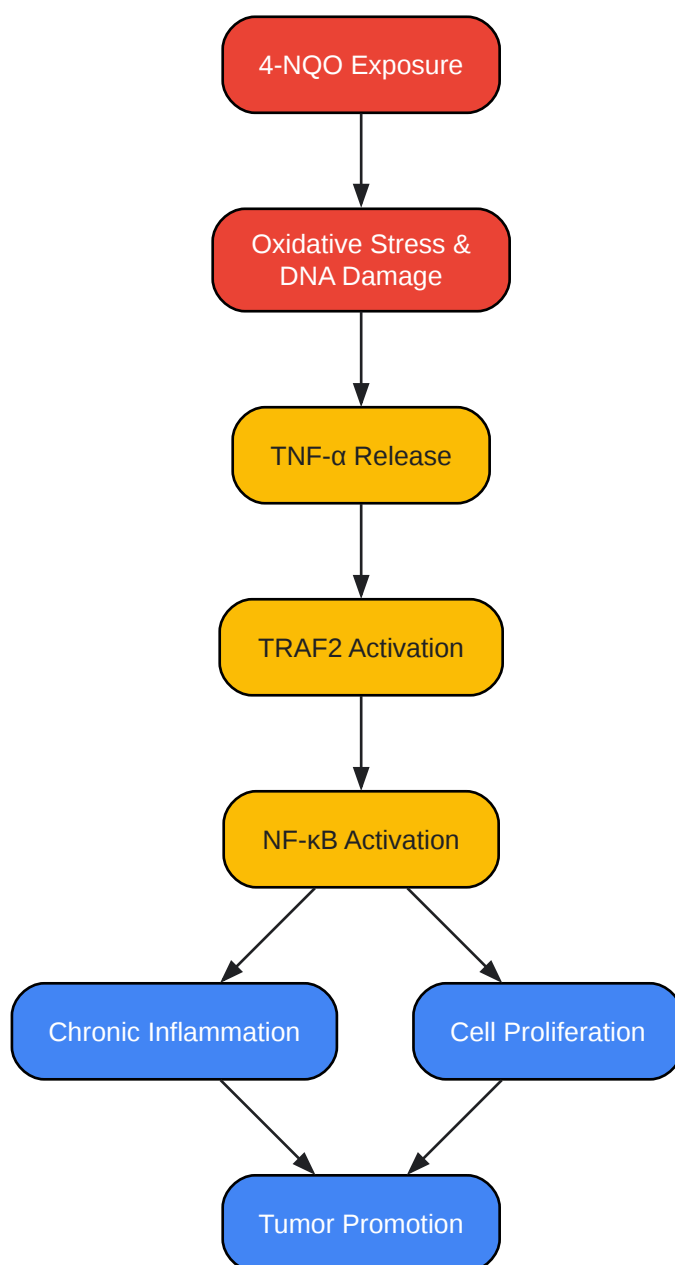 4-NQO Exposure
Oxidative Stress &
DNA Damage
TNF-α Release
TRAF2 Activation
NF-κB Activation
Chronic Inflammation
Cell Proliferation
Tumor Promotion